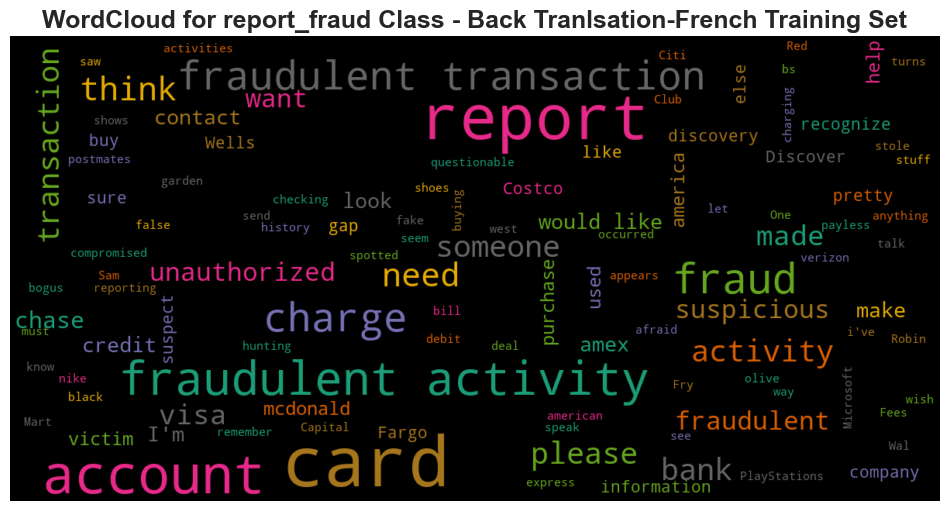 WordCloud for report_fraud Class - Back Tranlsation-French Training Set
activities
saw
Citi
Red
help
turns
transaction
think
fraudulent transaction
want
report
Club
else
bs
charging
shows
contact
recognize
buy
Wells
discovery
stole
postmates
questionable
like
Discover
stuff
garden
america
sure
checking
shoes
buying
Costco
pretty
look
let
false
send
history
gap
fake
west
would like
One
payless
anything
compromised
seem
someone
occurred
made
talk
spotted
verizon
bogus
Sam
reporting
unauthorized
need
purchase
used
appears
fraud
chase
suspect
charge
bill
suspicious
make
must
credit
hunting
debit
deal
amex
afraid
activity
i've
Robin
know
nike
black
fraudulent activity
Fry
olive
way
Microsoft
wish
Mart
visa
mcdonald
american
fraudulent
Fees
victim
I'm
remember
Capital
Fargo
speak
see
Wal
account
card
please
express
information
bank
PlayStations
company